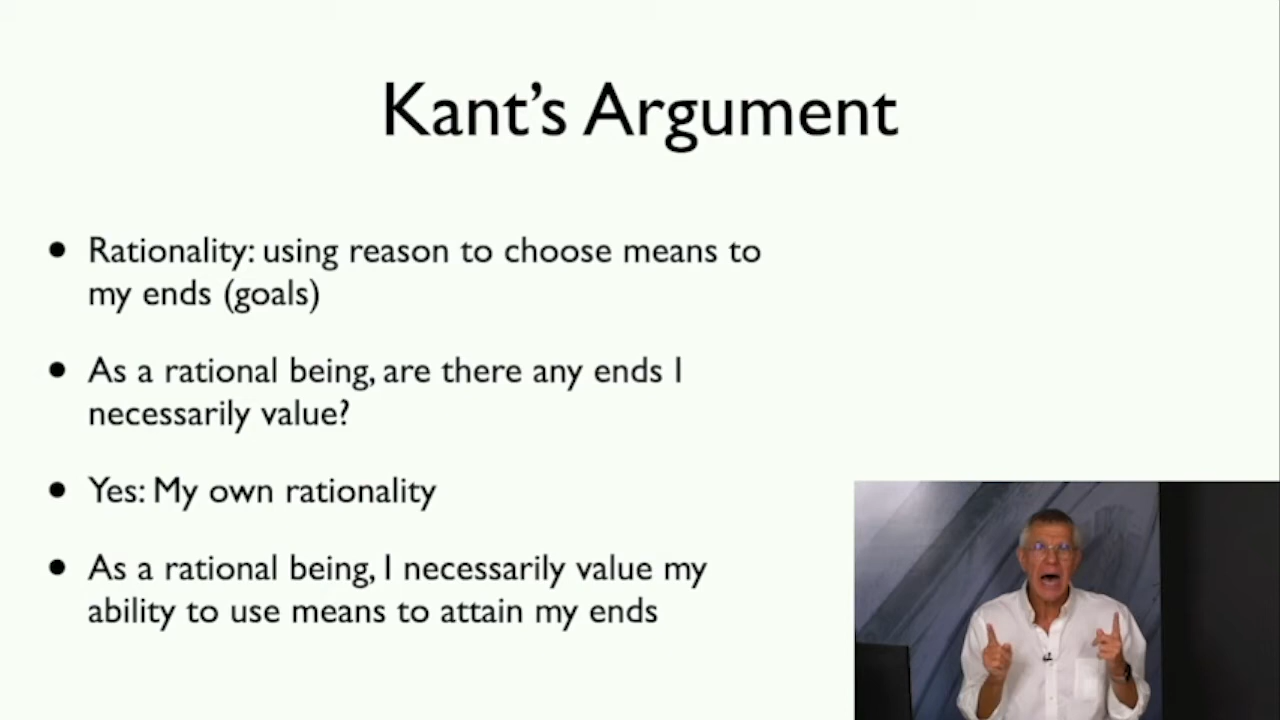 Kant's Argument
• Rationality: using reason to choose means to
my ends (goals)
• As a rational being, are there any ends I
necessarily value?
• Yes: My own rationality
• As a rational being, I necessarily value my
ability to use means to attain my ends